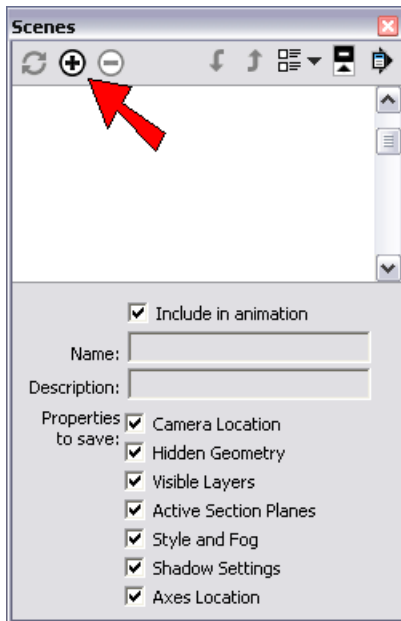 Scenes
Include in animation
Name:
Description:
Properties to save:
Camera Location
Hidden Geometry
Visible Layers
Active Section Planes
Style and Fog
Shadow Settings
Axes Location